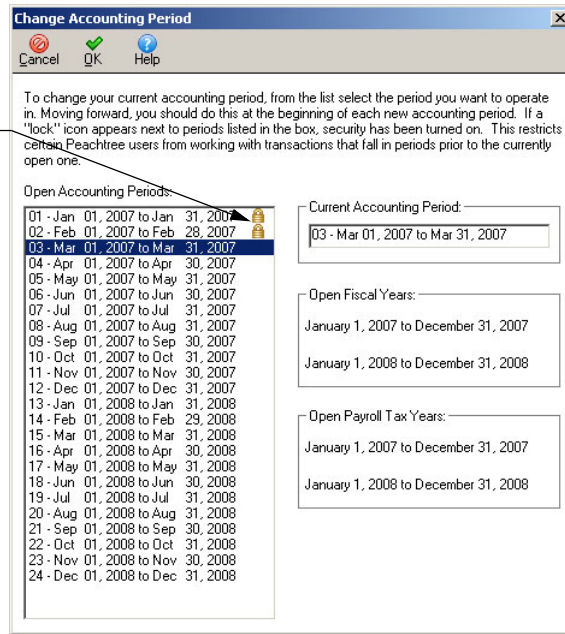 Change Accounting Period
Cancel
OK
Help
To change your current accounting period, from the list select the period you want to operate
in. Moving forward, you should do this at the beginning of each new accounting period. If a
"lock" icon appears next to periods listed in the box, security has been turned on. This restricts
certain Peachtree users from working with transactions that fall in periods prior to the currently
open one.
Open Accounting Periods:
01 - Jan 01, 2007 to Jan 31, 2007
02 - Feb 01, 2007 to Feb 28, 2007
03 - Mar 01, 2007 to Mar 31, 2007
04 - Apr 01, 2007 to Apr 30, 2007
05 - May 01, 2007 to May 31, 2007
06 - Jun 01, 2007 to Jun 30, 2007
07 - Jul 01, 2007 to Jul 31, 2007
08 - Aug 01, 2007 to Aug 31, 2007
09 - Sep 01, 2007 to Sep 30, 2007
10 - Oct 01, 2007 to Oct 31, 2007
11 - Nov 01, 2007 to Nov 30, 2007
12 - Dec 01, 2007 to Dec 31, 2007
13 - Jan 01, 2008 to Jan 31, 2008
14 - Feb 01, 2008 to Feb 29, 2008
15 - Mar 01, 2008 to Mar 31, 2008
16 - Apr 01, 2008 to Apr 30, 2008
17 - May 01, 2008 to May 31, 2008
18 - Jun 01, 2008 to Jun 30, 2008
19 - Jul 01, 2008 to Jul 31, 2008
20 - Aug 01, 2008 to Aug 31, 2008
21 - Sep 01, 2008 to Sep 30, 2008
22 - Oct 01, 2008 to Oct 31, 2008
23 - Nov 01, 2008 to Nov 30, 2008
24 - Dec 01, 2008 to Dec 31, 2008
Current Accounting Period:
03 - Mar 01, 2007 to Mar 31, 2007
Open Fiscal Years:
January 1, 2007 to December 31, 2007
January 1, 2008 to December 31, 2008
Open Payroll Tax Years:
January 1, 2007 to December 31, 2007
January 1, 2008 to December 31, 2008